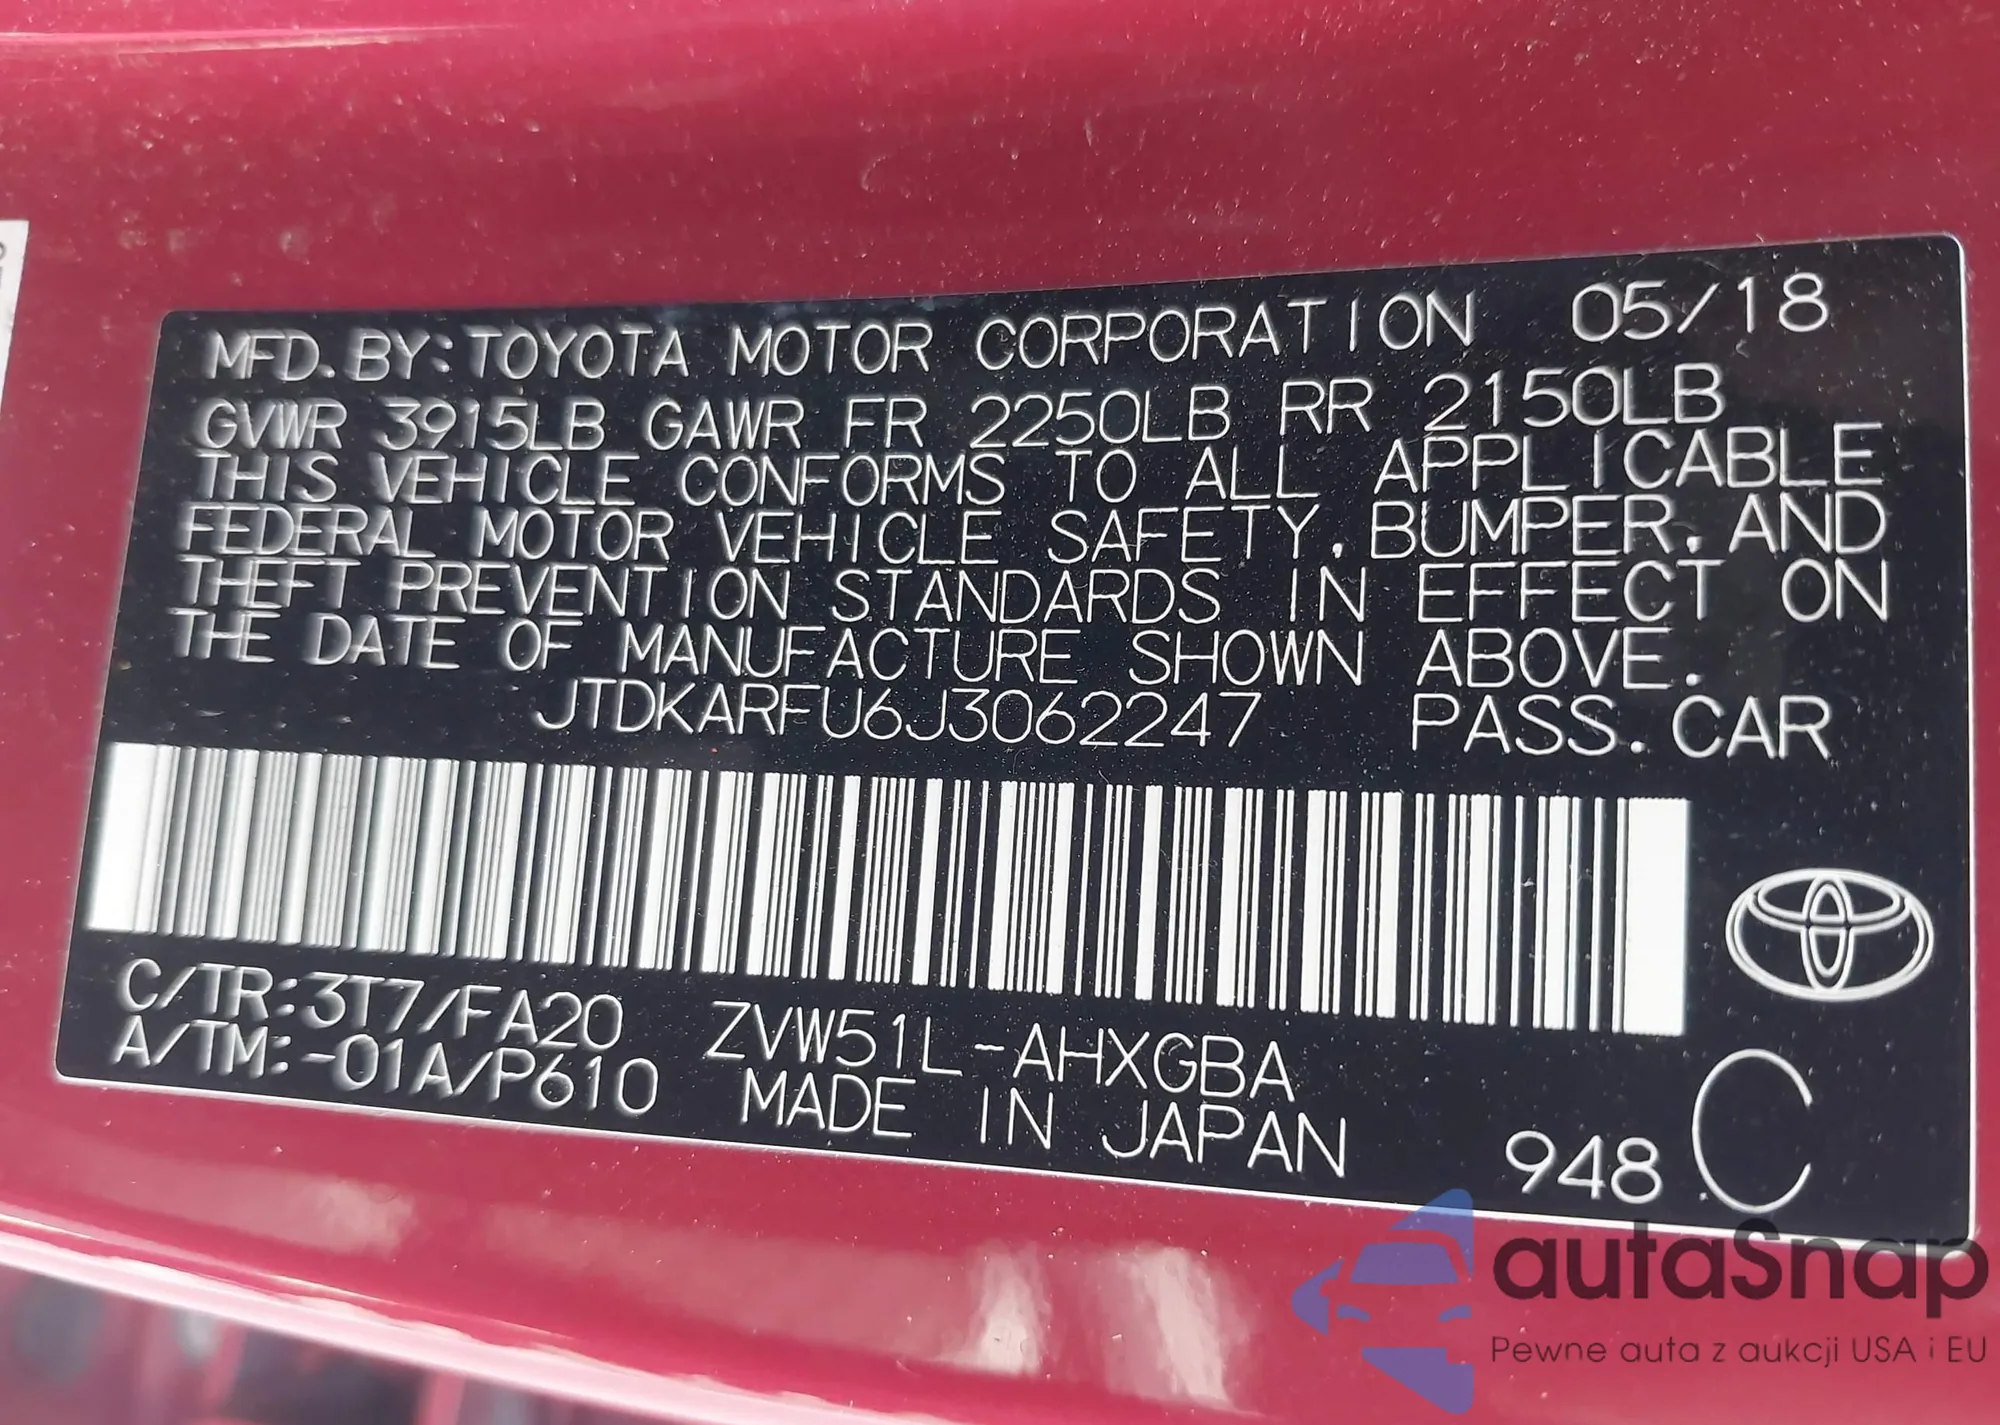 MFD. BY: TOYOTA MOTOR CORPORATION 05/18
GVWR 3915LB GAWR FR 2250LB RR 2150LB
THIS VEHICLE CONFORMS TO ALL APPLICABLE
FEDERAL MOTOR VEHICLE SAFETY, BUMPER, AND
THEFT PREVENTION STANDARDS IN EFFECT ON
THE DATE OF MANUFACTURE SHOWN ABOVE.
JTDKARFU6J3062247 PASS. CAR
C/TR: 3T7/FA20 ZVW51L-AHXGBA
A/TM: -01A/P610 MADE IN JAPAN
948 C
autaSnap
Pewne auta z aukcji USA i EU